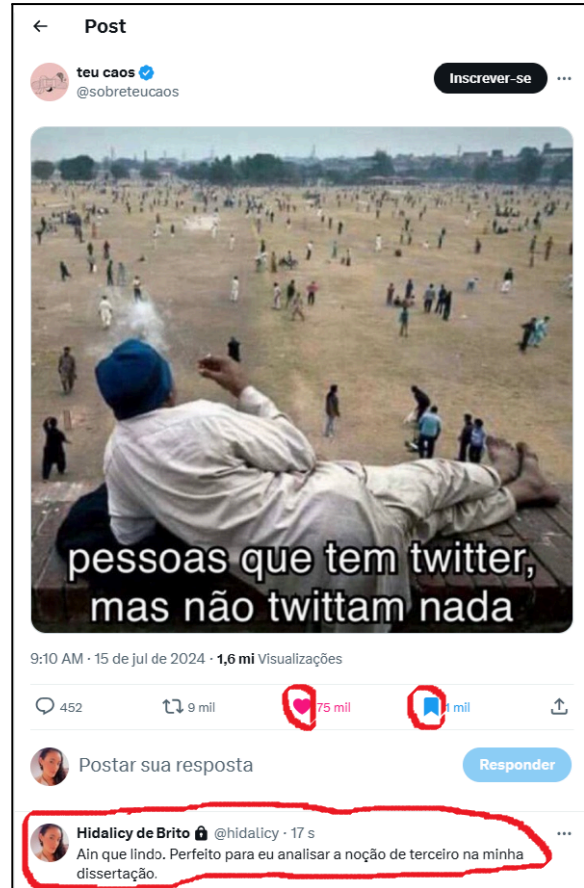 Post
teu caos
@sobreteucaos
Inscrever-se
pessoas que tem twitter,
mas não twittam nada
9:10 AM · 15 de jul de 2024 · 1,6 mi Visualizações
452 9 mil 75 mil 1 mil
Postar sua resposta
Responder
Hidalicy de Brito @hidalicy · 17 s
Ain que lindo. Perfeito para eu analisar a noção de terceiro na minha
dissertação.